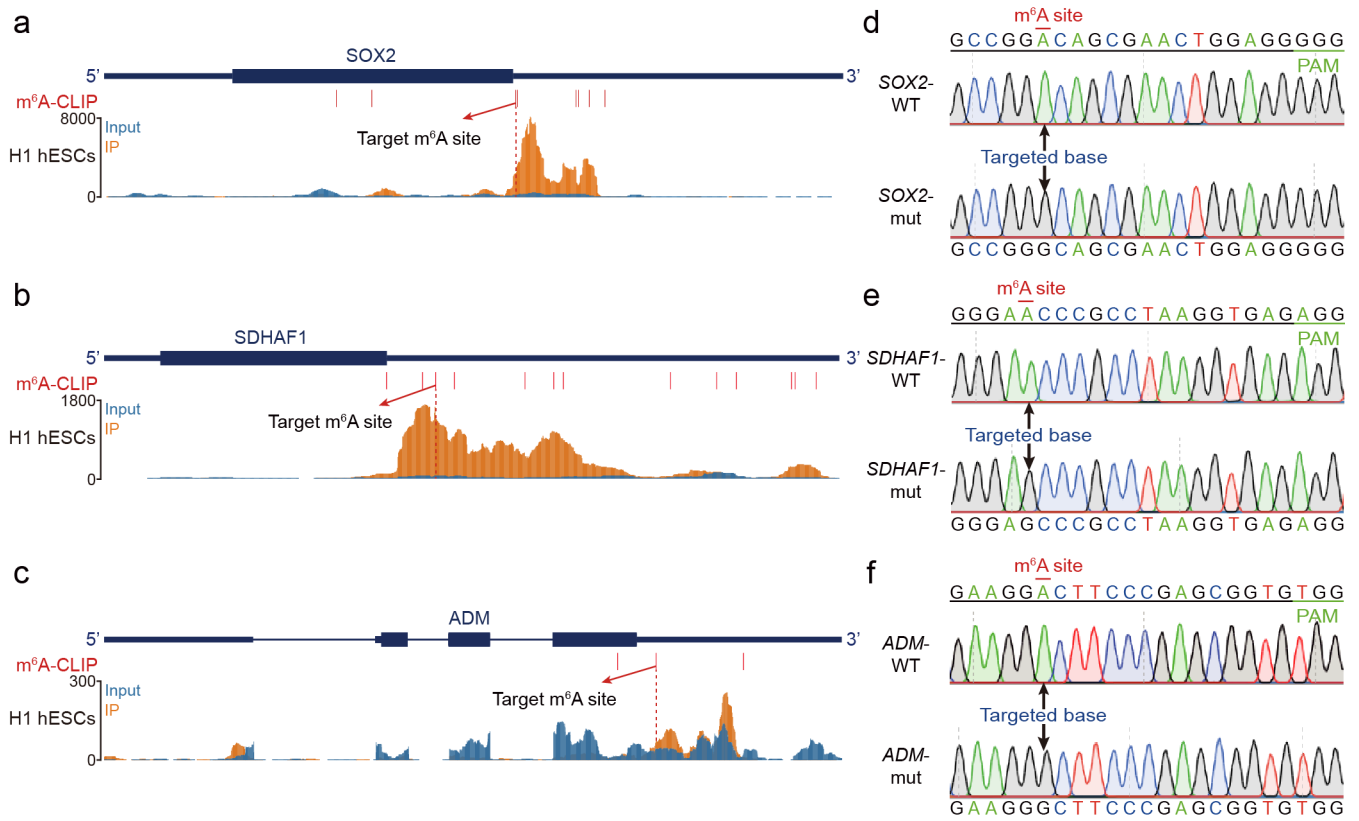 a
SOX2
5’
3’
m⁶A-CLIP
Target m⁶A site
8000
Input
IP
H1 hESCs
0
b
SDHAF1
5’
3’
m⁶A-CLIP
Target m⁶A site
1800
Input
IP
H1 hESCs
0
c
ADM
5’
3’
m⁶A-CLIP
Target m⁶A site
300
Input
IP
H1 hESCs
0
d
m⁶A site
GCCGGACAGCGAACTGGAGGGGG
PAM
SOX2-
WT
Targeted base
SOX2-
mut
GCCGGGCAGCGAACTGGAGGGGG
e
m⁶A site
GGGAACCCGCCTAAGGTGAGAGG
PAM
SDHAF1-
WT
Targeted base
SDHAF1-
mut
GGGAGCCCGCCTAAGGTGAGAGG
f
m⁶A site
GAAGGACTTCCCGAGCGGTGTGG
PAM
ADM-
WT
Targeted base
ADM-
mut
GAAGGGCTTCCCGAGCGGTGTGG